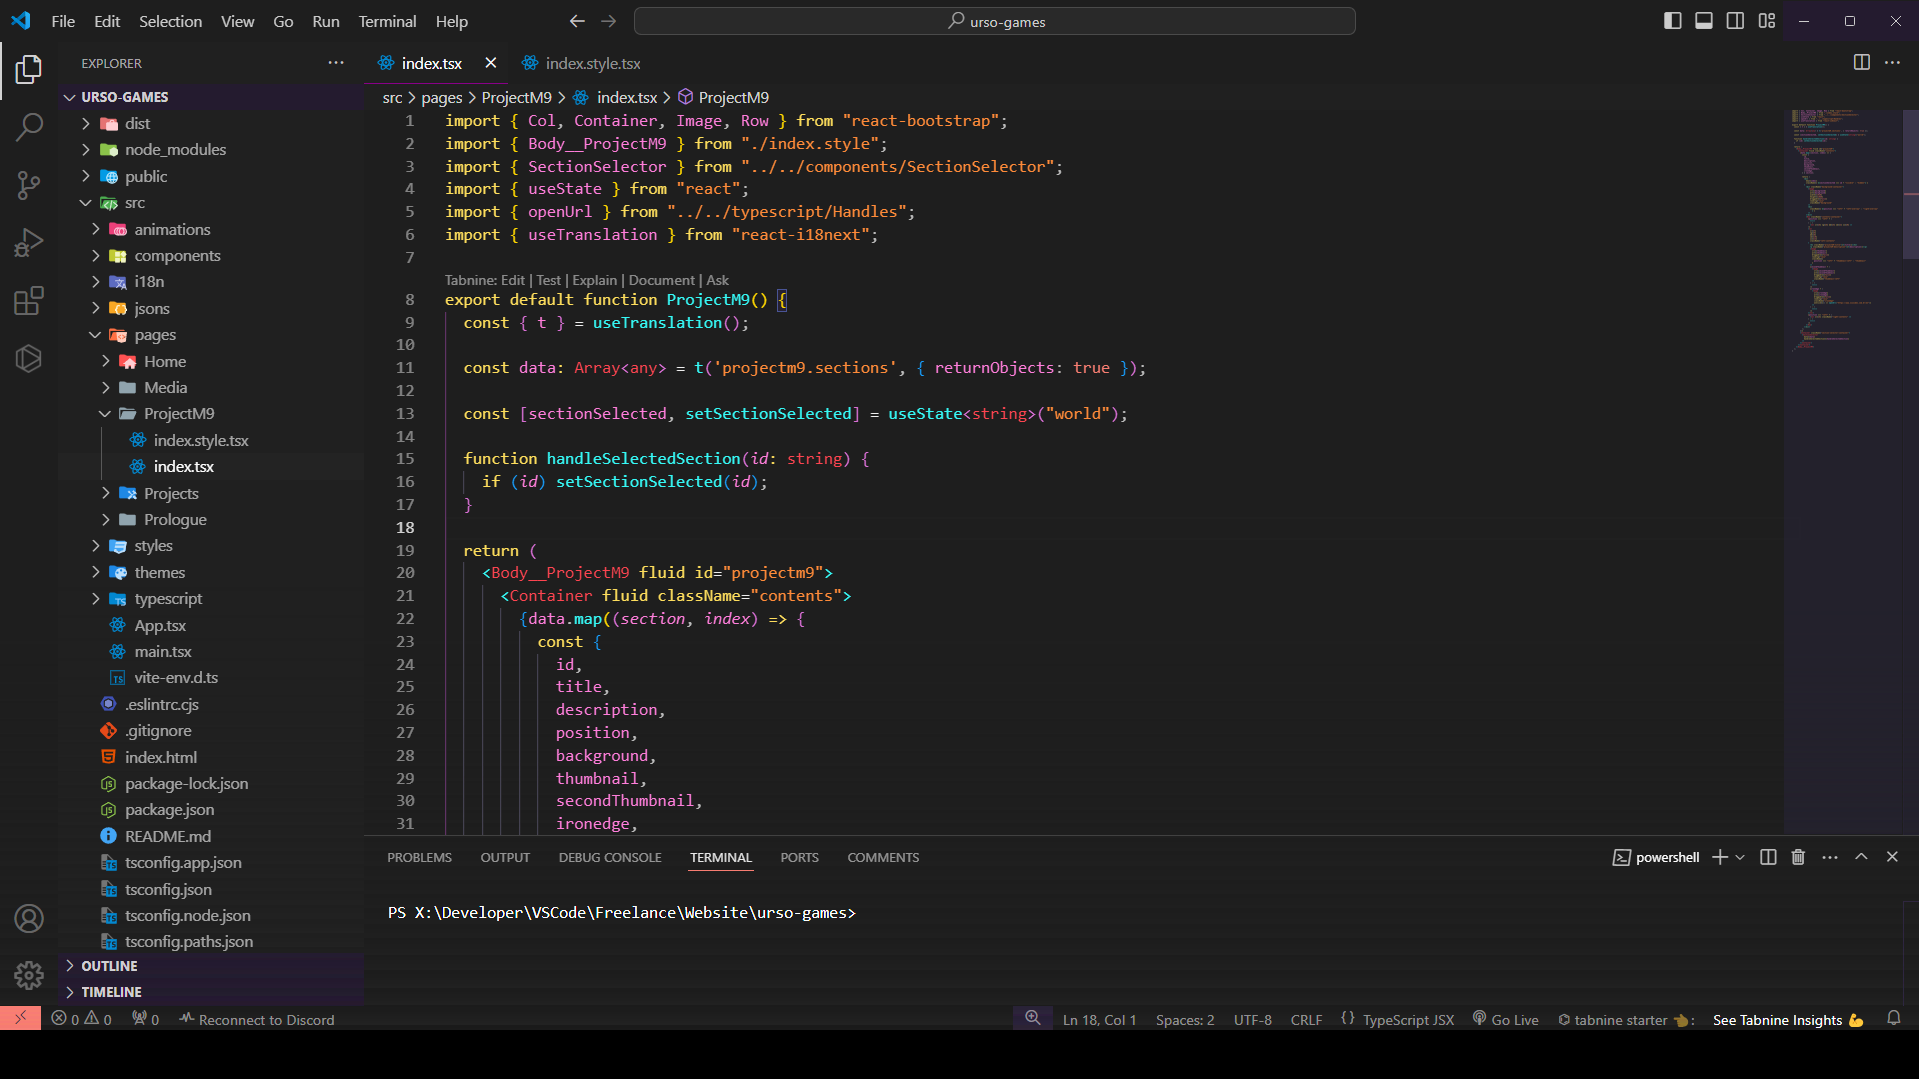 File Edit Selection View Go Run Terminal Help
urso-games
EXPLORER
URSO-GAMES
dist
node_modules
public
src
animations
components
i18n
jsons
pages
Home
Media
ProjectM9
index.style.tsx
index.tsx
Projects
Prologue
styles
themes
typescript
App.tsx
main.tsx
vite-env.d.ts
.eslintrc.cjs
.gitignore
index.html
package-lock.json
package.json
README.md
tsconfig.app.json
tsconfig.json
tsconfig.node.json
tsconfig.paths.json
OUTLINE
TIMELINE
index.tsx index.style.tsx
src > pages > ProjectM9 > index.tsx > ProjectM9
1 import { Col, Container, Image, Row } from "react-bootstrap";
2 import { Body__ProjectM9 } from "./index.style";
3 import { SectionSelector } from "../../components/SectionSelector";
4 import { useState } from "react";
5 import { openUrl } from "../../typescript/Handles";
6 import { useTranslation } from "react-i18next";
7
Tabnine: Edit | Test | Explain | Document | Ask
8 export default function ProjectM9() {
9 const { t } = useTranslation();
10
11 const data: Array<any> = t('projectm9.sections', { returnObjects: true });
12
13 const [sectionSelected, setSectionSelected] = useState<string>("world");
14
15 function handleSelectedSection(id: string) {
16 if (id) setSectionSelected(id);
17 }
18
19 return (
20 <Body__ProjectM9 fluid id="projectm9">
21 <Container fluid className="contents">
22 {data.map((section, index) => {
23 const {
24 id,
25 title,
26 description,
27 position,
28 background,
29 thumbnail,
30 secondThumbnail,
31 ironedge,
PROBLEMS OUTPUT DEBUG CONSOLE TERMINAL PORTS COMMENTS
powershell
PS X:\Developer\VSCode\Freelance\Website\urso-games>
0 0 0 Reconnect to Discord
Ln 18, Col 1 Spaces: 2 UTF-8 CRLF {} TypeScript JSX Go Live tabnine starter 👈: See Tabnine Insights 💪